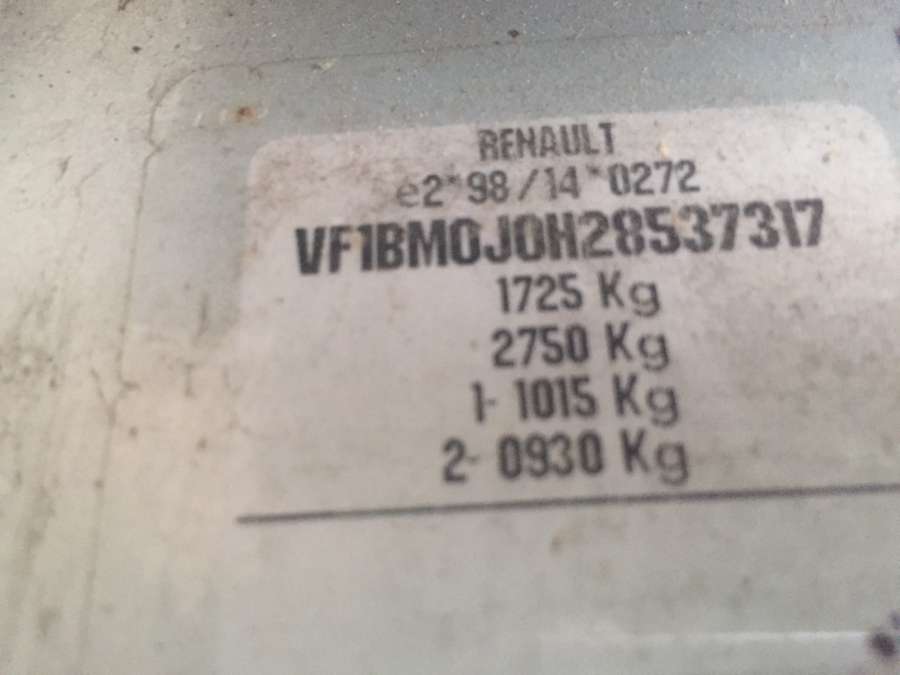 RENAULT
e2*98/14*0272
VF1BM0J0H28537317
1725 Kg
2750 Kg
1- 1015 Kg
2- 0930 Kg